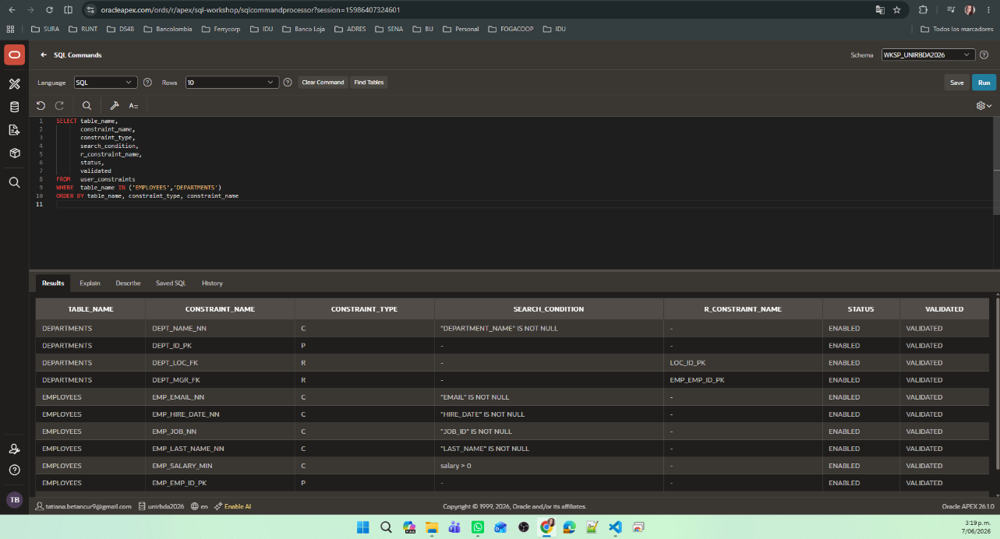 oracleapex.com/ords/r/apex/sql-workshop/sqlcommandprocessor?session=15986407324601
SURA RUNT DS4B Bancolombia Ferrycorp IDU Banco Loja ADRES SENA BU Personal FOGACOOP IDU Todos los marcadores
SQL Commands Schema WKSP_UNIRBDA2026
Language SQL Rows 10 Clear Command Find Tables Save Run
A::
1 SELECT table_name,
2 constraint_name,
3 constraint_type,
4 search_condition,
5 r_constraint_name,
6 status,
7 validated
8 FROM user_constraints
9 WHERE table_name IN ('EMPLOYEES','DEPARTMENTS')
10 ORDER BY table_name, constraint_type, constraint_name
11
Results Explain Describe Saved SQL History
TABLE_NAME CONSTRAINT_NAME CONSTRAINT_TYPE SEARCH_CONDITION R_CONSTRAINT_NAME STATUS VALIDATED
DEPARTMENTS DEPT_NAME_NN C "DEPARTMENT_NAME" IS NOT NULL - ENABLED VALIDATED
DEPARTMENTS DEPT_ID_PK P - - ENABLED VALIDATED
DEPARTMENTS DEPT_LOC_FK R - LOC_ID_PK ENABLED VALIDATED
DEPARTMENTS DEPT_MGR_FK R - EMP_EMP_ID_PK ENABLED VALIDATED
EMPLOYEES EMP_EMAIL_NN C "EMAIL" IS NOT NULL - ENABLED VALIDATED
EMPLOYEES EMP_HIRE_DATE_NN C "HIRE_DATE" IS NOT NULL - ENABLED VALIDATED
EMPLOYEES EMP_JOB_NN C "JOB_ID" IS NOT NULL - ENABLED VALIDATED
EMPLOYEES EMP_LAST_NAME_NN C "LAST_NAME" IS NOT NULL - ENABLED VALIDATED
EMPLOYEES EMP_SALARY_MIN C salary > 0 - ENABLED VALIDATED
EMPLOYEES EMP_EMP_ID_PK P - - ENABLED VALIDATED
TB tatiana.betancur9@gmail.com unirbda2026 en Enable AI Copyright © 1999, 2026, Oracle and/or its affiliates. Oracle APEX 26.1.0
3:19 p. m.
7/06/2026